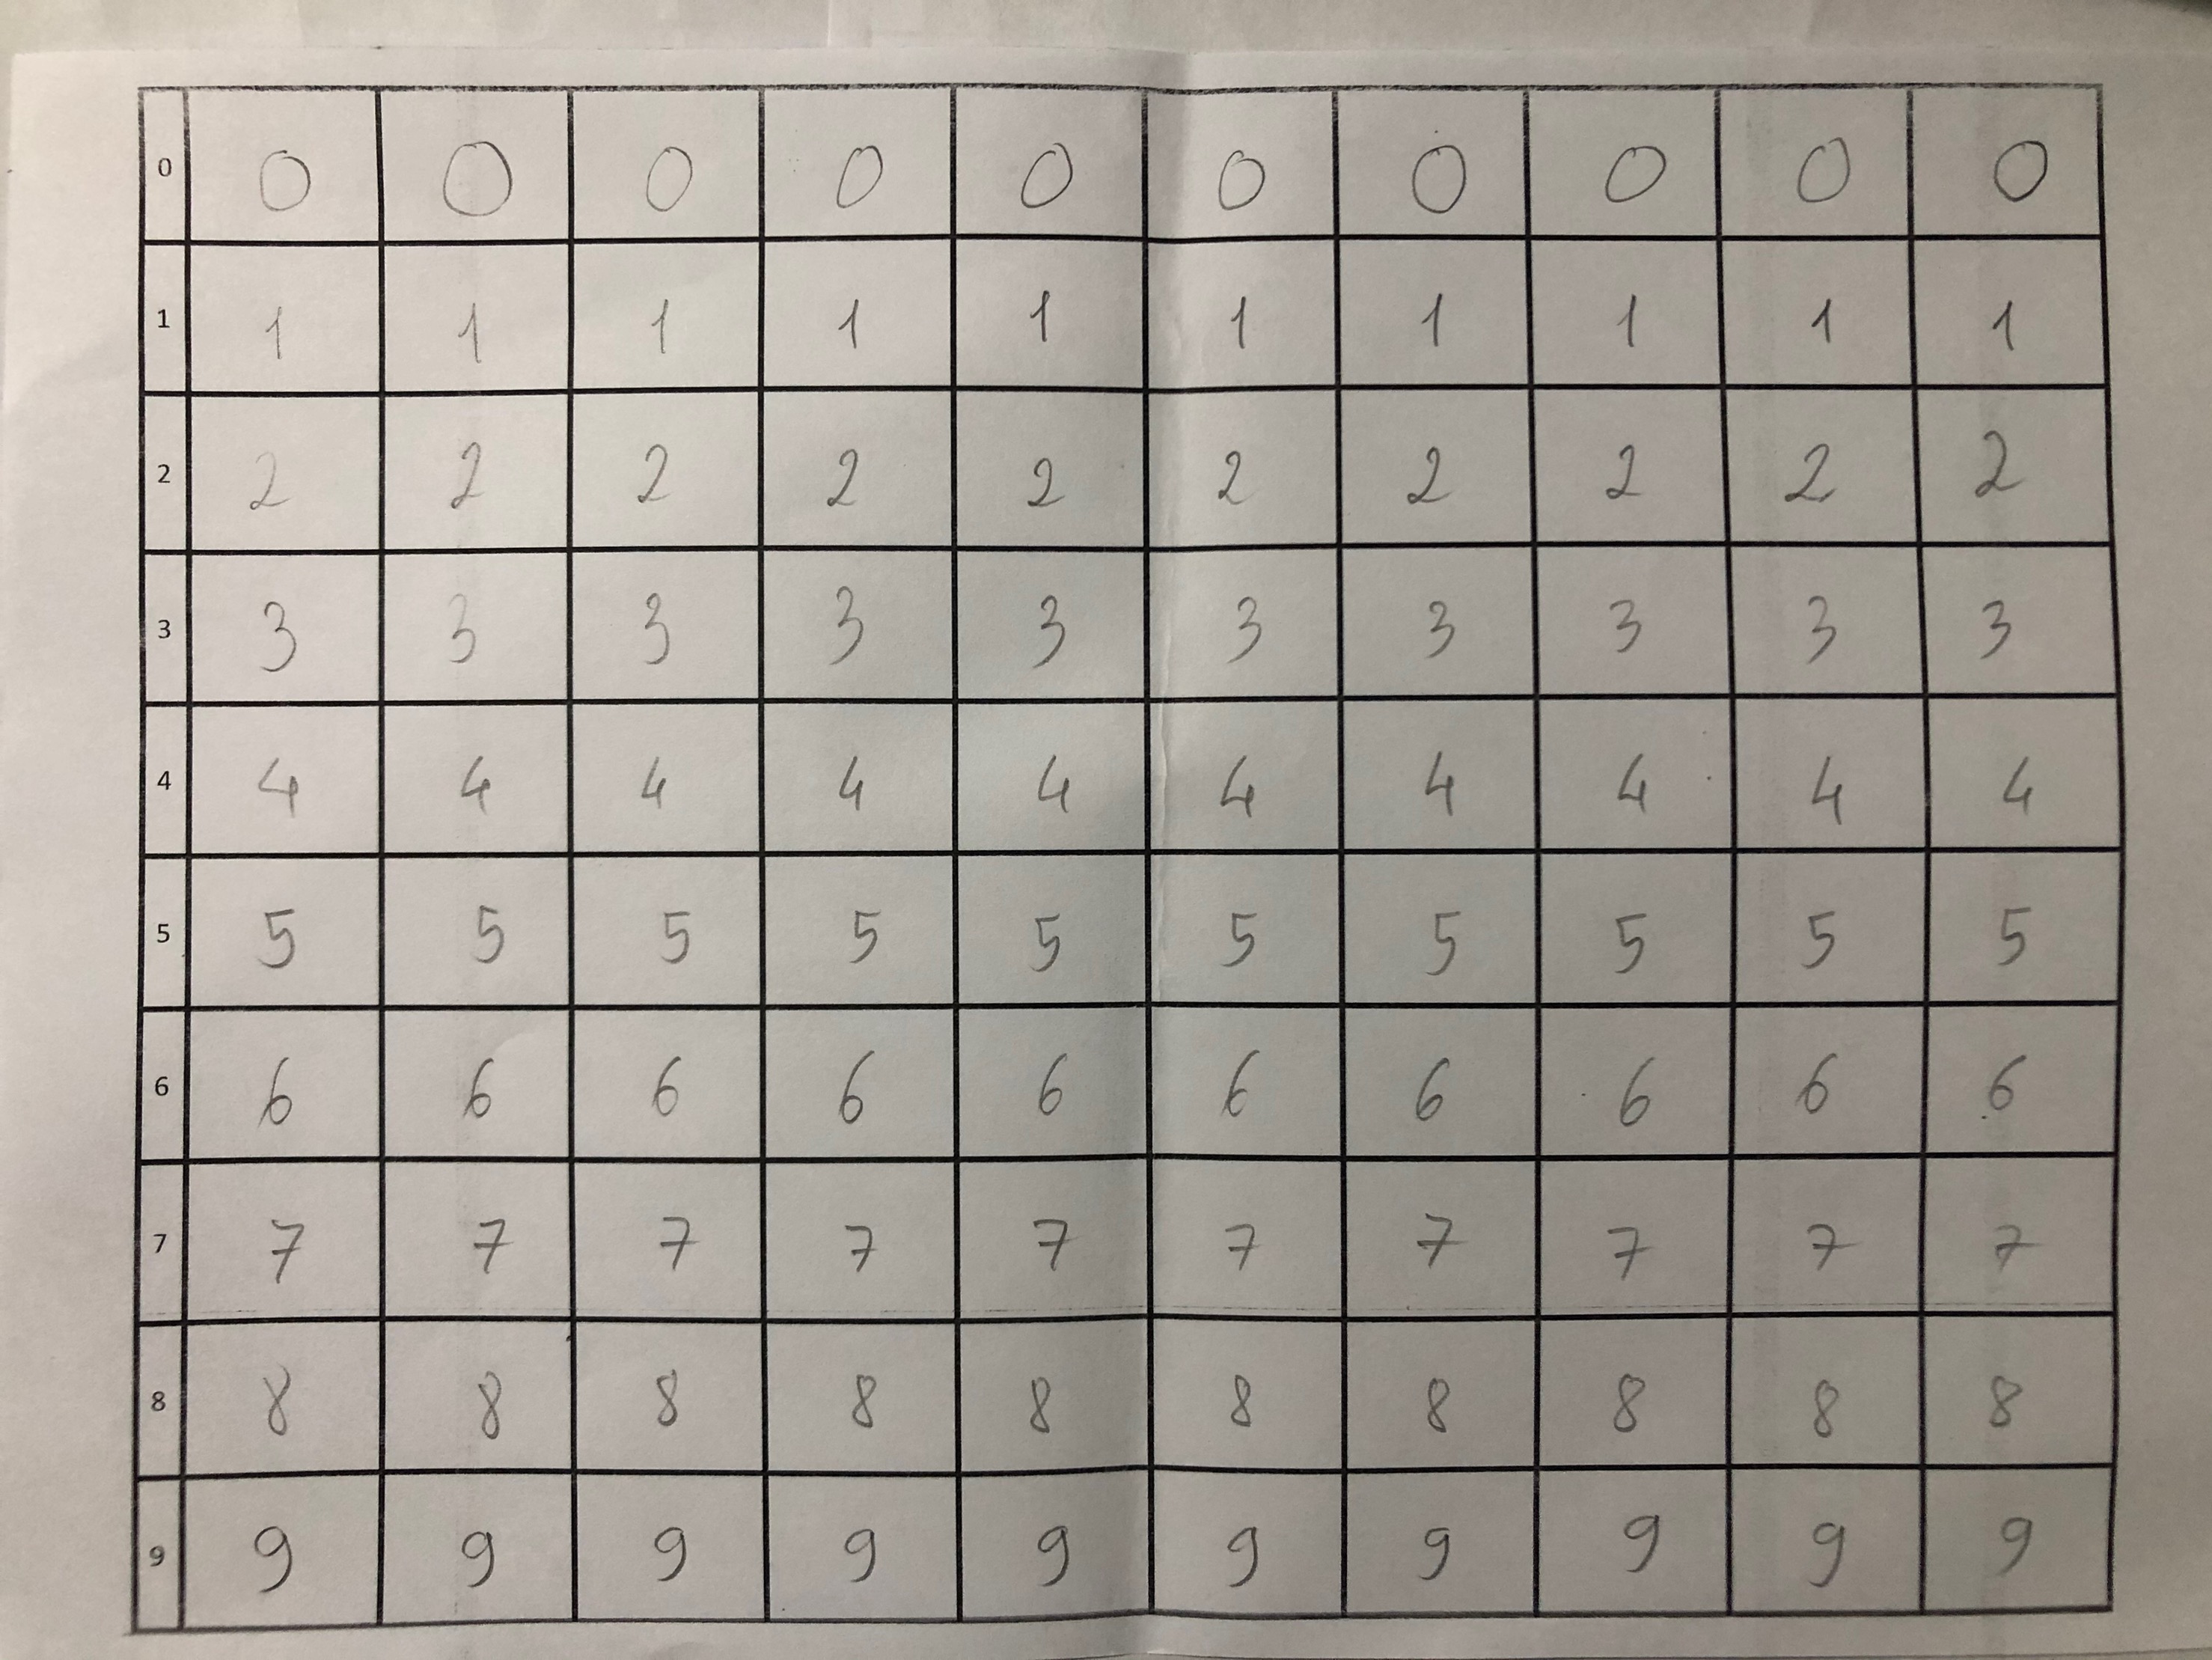 0 0 0 0 0 0 0 0 0 0 0
1 1 1 1 1 1 1 1 1 1 1
2 2 2 2 2 2 2 2 2 2 2
3 3 3 3 3 3 3 3 3 3 3
4 4 4 4 4 4 4 4 4 4 4
5 5 5 5 5 5 5 5 5 5 5
6 6 6 6 6 6 6 6 6 6 6
7 7 7 7 7 7 7 7 7 7 7
8 8 8 8 8 8 8 8 8 8 8
9 9 9 9 9 9 9 9 9 9 9